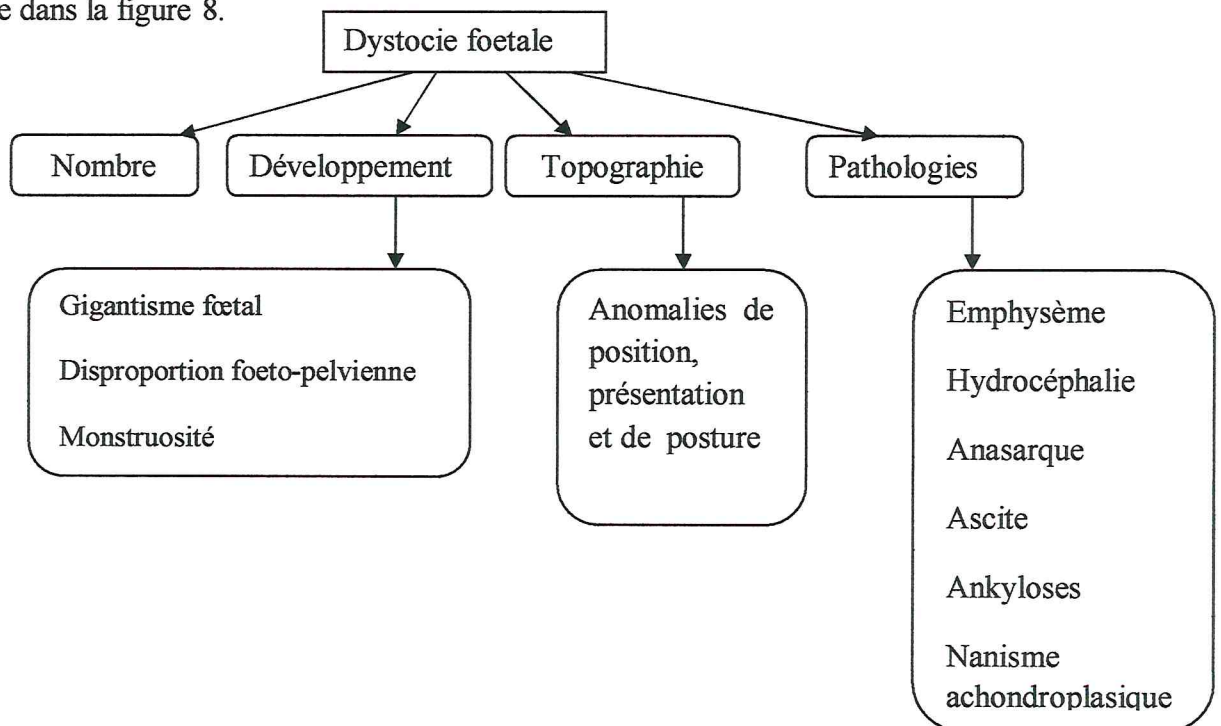 e dans la figure 8.
Dystocie foetale
Nombre
Développement
Topographie
Pathologies
Gigantisme fœtal
Disproportion foeto-pelvienne
Monstruosité
Anomalies de
position,
présentation
et de posture
Emphysème
Hydrocéphalie
Anasarque
Ascite
Ankyloses
Nanisme
achondroplasique